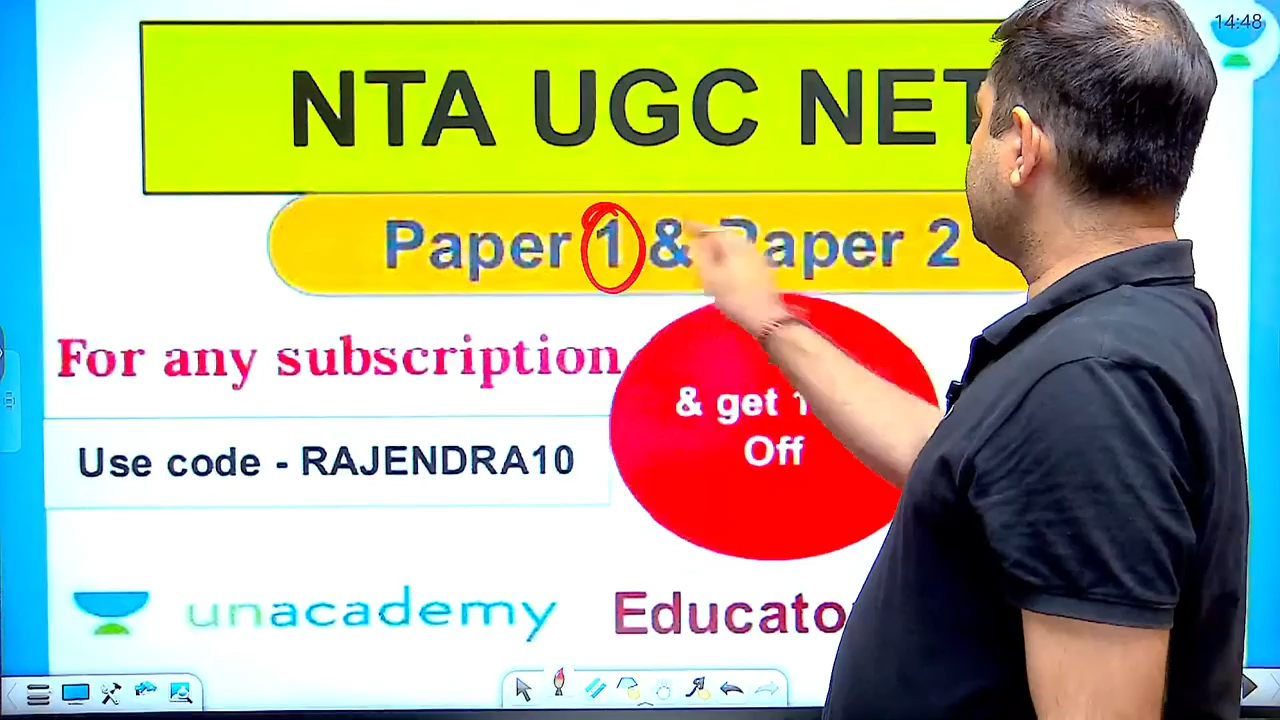 14:48
NTA UGC NET
Paper 1 & Paper 2
For any subscription
& get
Off
Use code - RAJENDRA10
unacademy